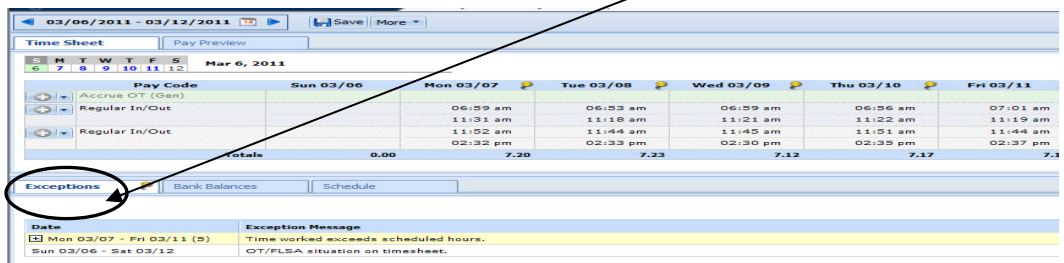 03/06/2011 - 03/12/2011 Save More
Time Sheet Pay Preview
S M T W T F S Mar 6, 2011
6 7 8 9 10 11 12
Pay Code Sun 03/06 Mon 03/07 Tue 03/08 Wed 03/09 Thu 03/10 Fri 03/11
Accrue OT (Gen)
Regular In/Out 06:59 am 06:53 am 06:59 am 06:56 am 07:01 am
11:31 am 11:18 am 11:21 am 11:22 am 11:19 am
Regular In/Out 11:52 am 11:44 am 11:45 am 11:51 am 11:44 am
02:32 pm 02:33 pm 02:30 pm 02:35 pm 02:37 pm
Totals 0.00 7.20 7.23 7.12 7.17
Exceptions Bank Balances Schedule
Date Exception Message
Mon 03/07 - Fri 03/11 (5) Time worked exceeds scheduled hours.
Sun 03/06 - Sat 03/12 OT/FLSA situation on timesheet.